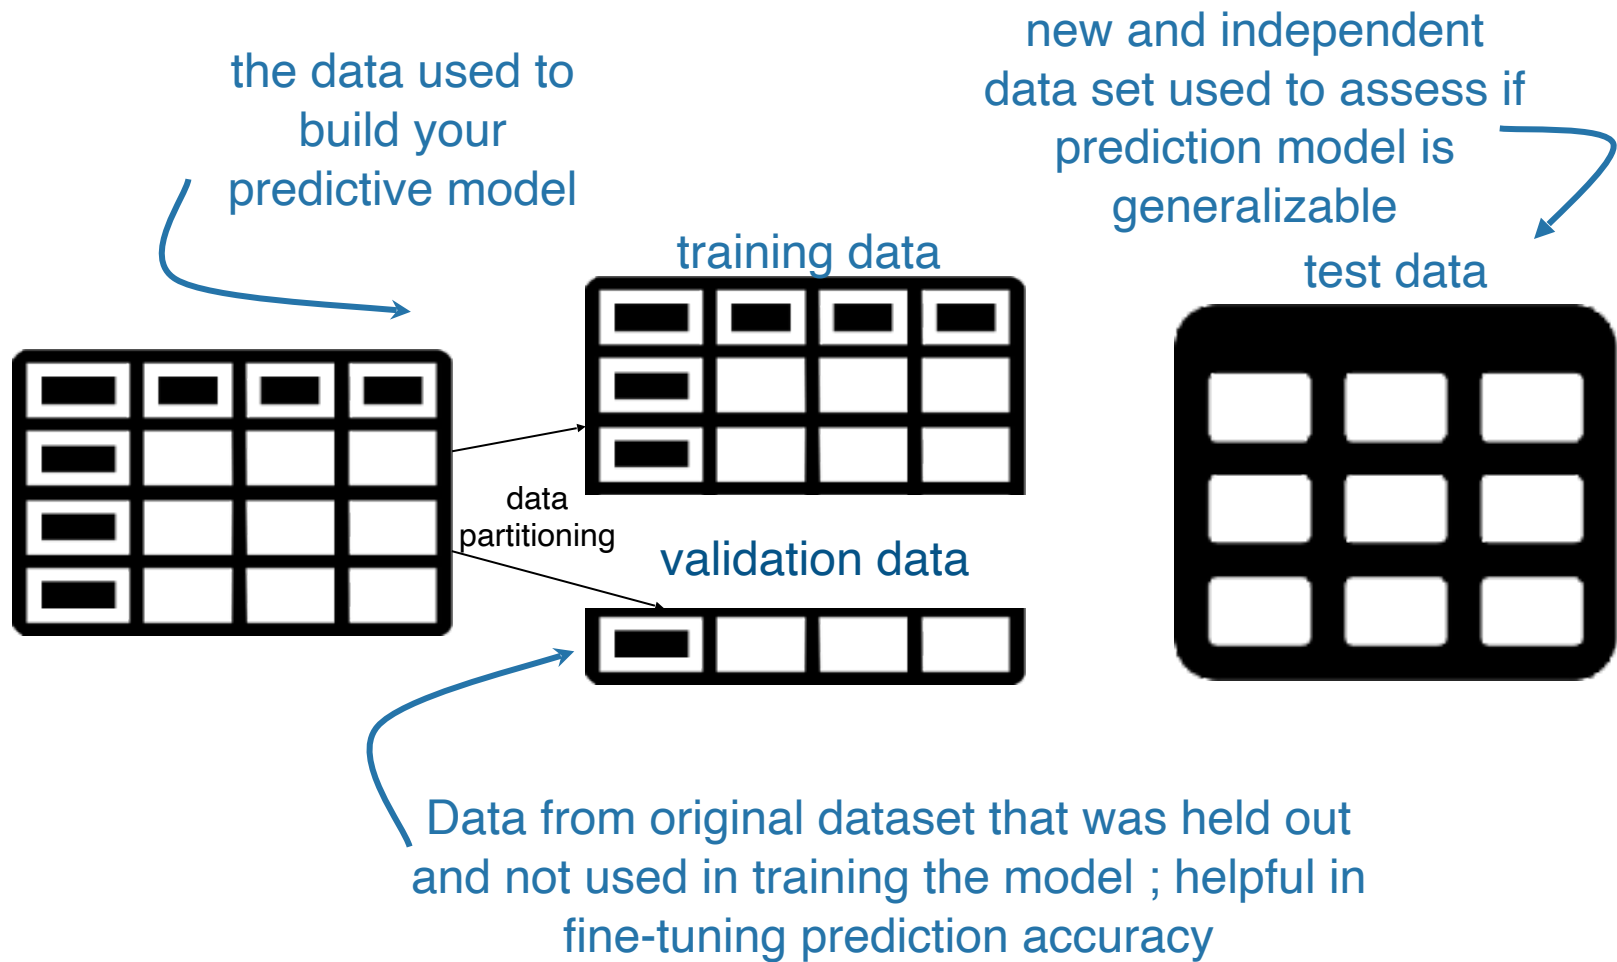 the data used to
build your
predictive model
new and independent
data set used to assess if
prediction model is
generalizable
training data
test data
data
partitioning
validation data
Data from original dataset that was held out
and not used in training the model ; helpful in
fine-tuning prediction accuracy